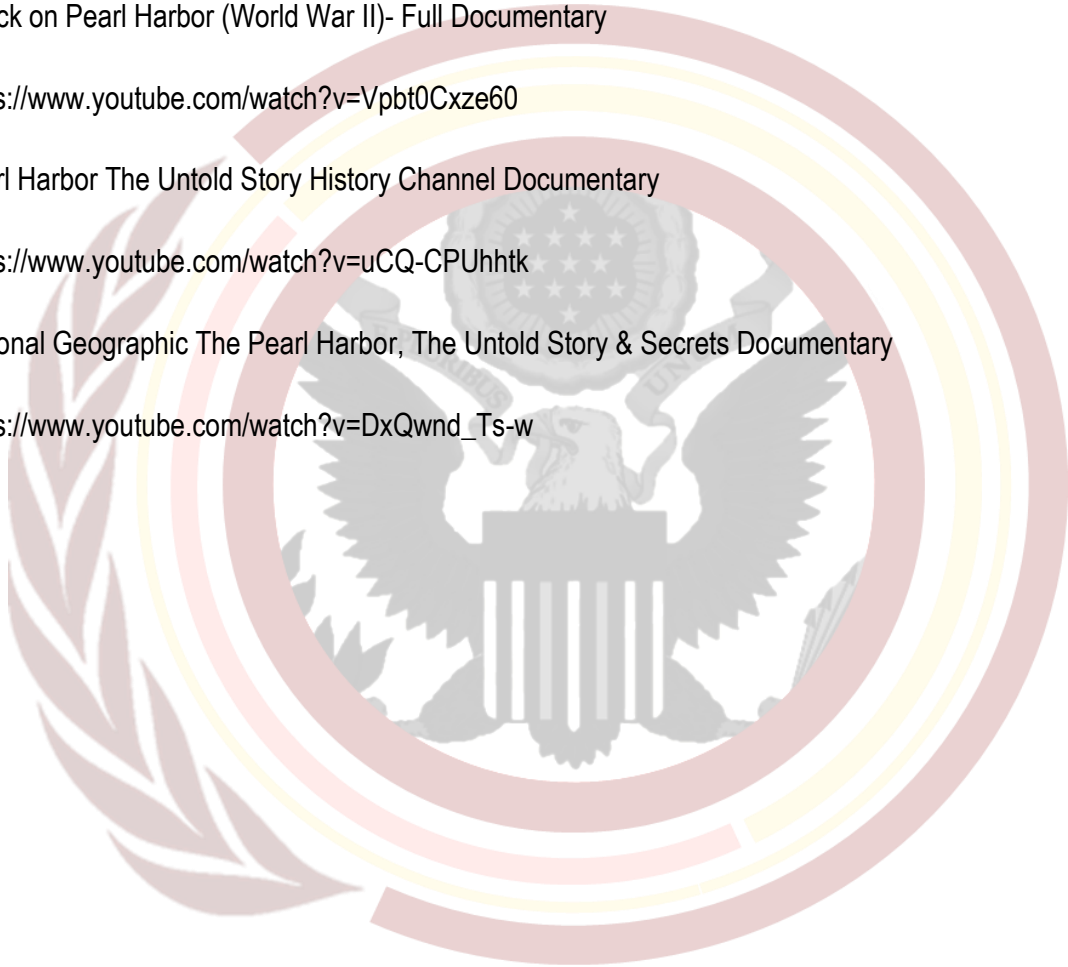 ck on Pearl Harbor (World War II)- Full Documentary
s://www.youtube.com/watch?v=Vpbt0Cxze60
rl Harbor The Untold Story History Channel Documentary
s://www.youtube.com/watch?v=uCQ-CPUhhtk
onal Geographic The Pearl Harbor, The Untold Story & Secrets Documentary
s://www.youtube.com/watch?v=DxQwnd_Ts-w
PLURIBUS UNUM